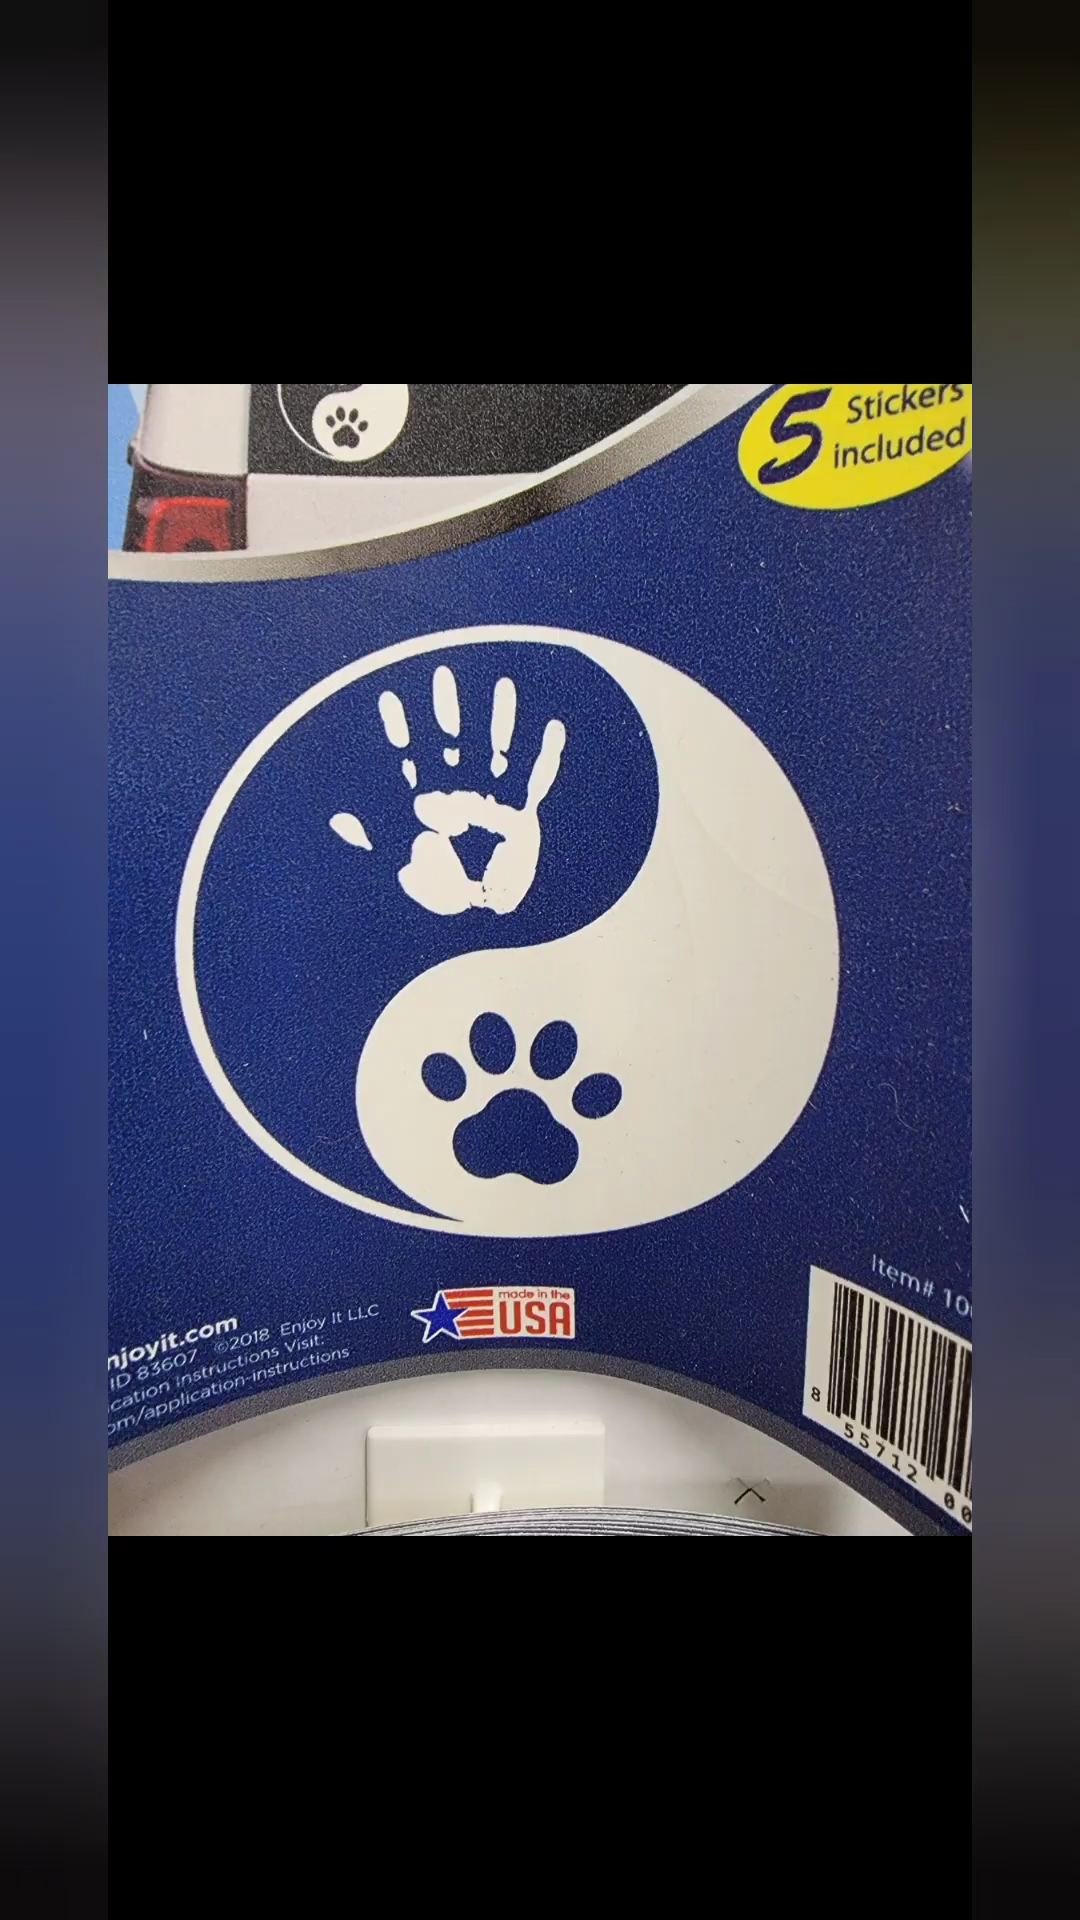 5 Stickers
included
Item# 10
njoyit.com
ID 83607 ©2018 Enjoy It LLC
cation Instructions Visit:
om/application-instructions
made in the
USA
8 55712 00